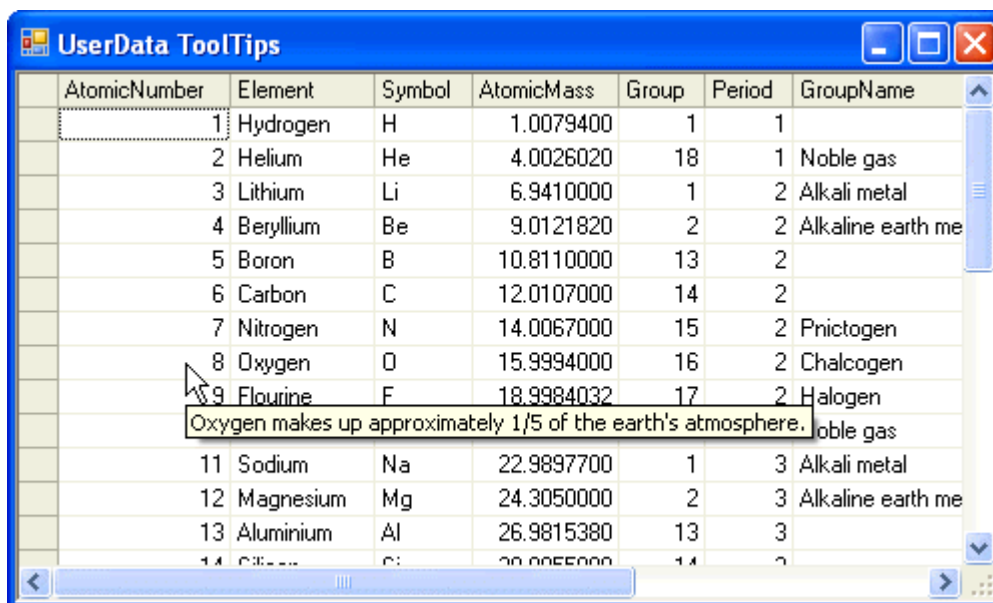 UserData ToolTips
AtomicNumber Element Symbol AtomicMass Group Period GroupName
1 Hydrogen H 1.0079400 1 1
2 Helium He 4.0026020 18 1 Noble gas
3 Lithium Li 6.9410000 1 2 Alkali metal
4 Beryllium Be 9.0121820 2 2 Alkaline earth me
5 Boron B 10.8110000 13 2
6 Carbon C 12.0107000 14 2
7 Nitrogen N 14.0067000 15 2 Pnictogen
8 Oxygen O 15.9994000 16 2 Chalcogen
9 Flourine F 18.9984032 17 2 Halogen
Oxygen makes up approximately 1/5 of the earth's atmosphere. oble gas
11 Sodium Na 22.9897700 1 3 Alkali metal
12 Magnesium Mg 24.3050000 2 3 Alkaline earth me
13 Aluminium Al 26.9815380 13 3